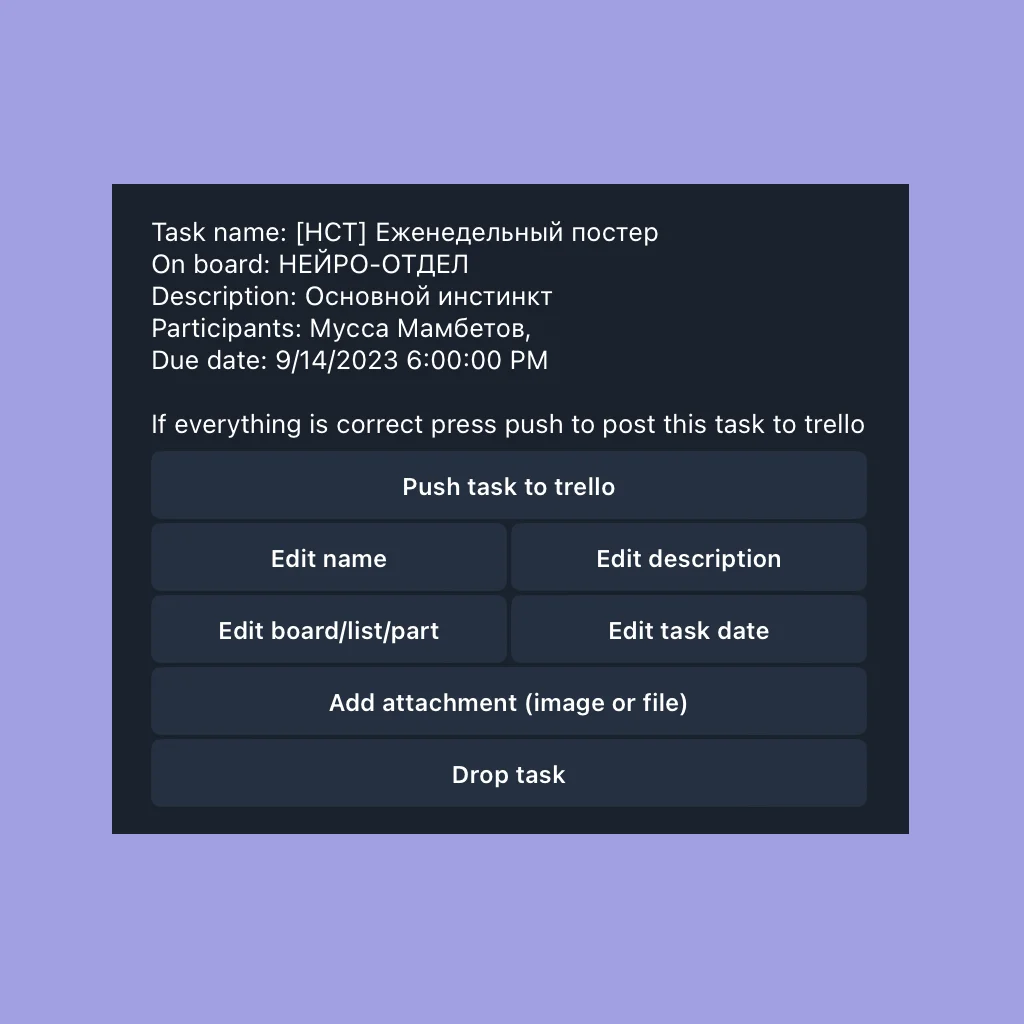 Task name: [НСТ] Еженедельный постер
On board: НЕЙРО-ОТДЕЛ
Description: Основной инстинкт
Participants: Мусса Мамбетов,
Due date: 9/14/2023 6:00:00 PM
If everything is correct press push to post this task to trello
Push task to trello
Edit name
Edit description
Edit board/list/part
Edit task date
Add attachment (image or file)
Drop task